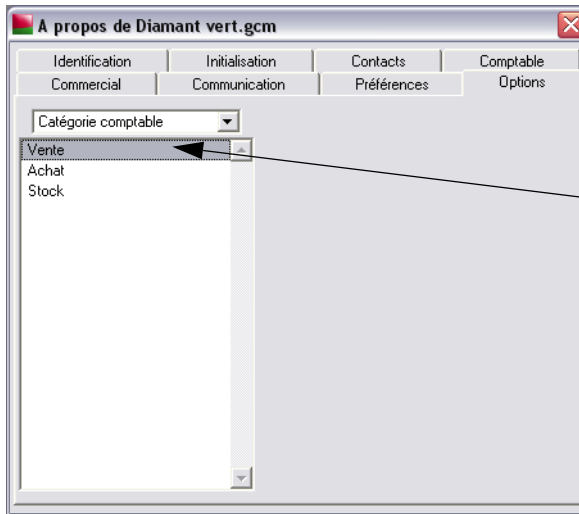 A propos de Diamant vert.gcm
Identification Initialisation Contacts Comptable
Commercial Communication Préférences Options
Catégorie comptable
Vente
Achat
Stock